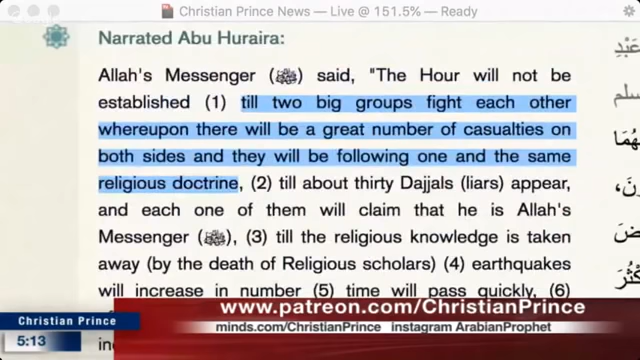 Christian Prince News — Live @ 151.5% — Ready
Narrated Abu Huraira:
Allah's Messenger (ﷺ) said, "The Hour will not be
established (1) till two big groups fight each other
whereupon there will be a great number of casualties on
both sides and they will be following one and the same
religious doctrine, (2) till about thirty Dajjals (liars) appear,
and each one of them will claim that he is Allah's
Messenger (ﷺ), (3) till the religious knowledge is taken
away (by the death of Religious scholars) (4) earthquakes
will increase in number (5) time will pass quickly, (6)
www.patreon.com/ChristianPrince
Christian Prince
minds.com/ChristianPrince instagram ArabianProphet
5:13